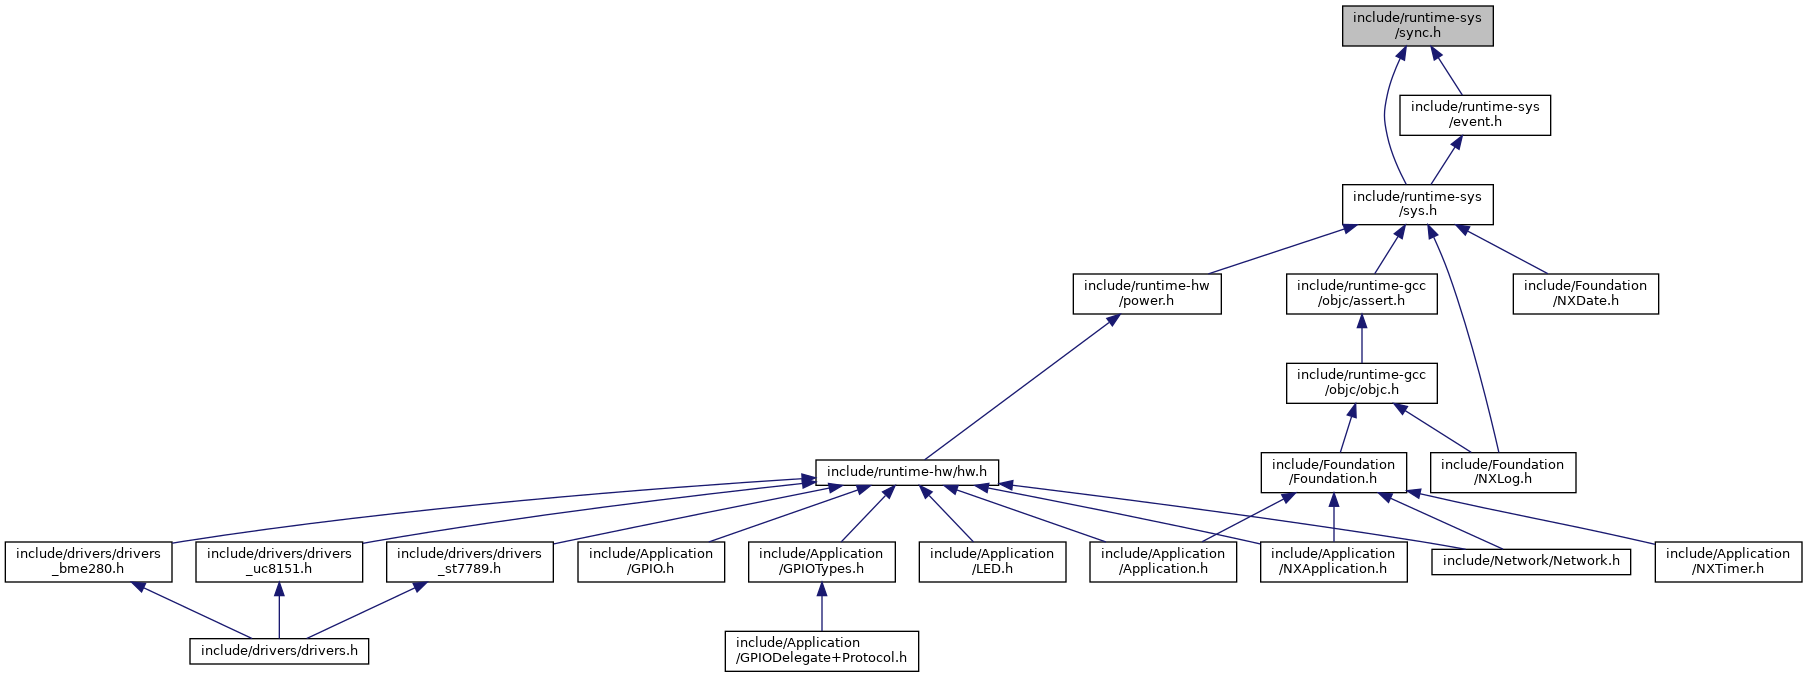 include/runtime-sys
/sync.h
include/runtime-sys
/event.h
include/runtime-sys
/sys.h
include/runtime-hw
/power.h
include/runtime-gcc
/objc/assert.h
include/Foundation
/NXDate.h
include/runtime-gcc
/objc/objc.h
include/runtime-hw/hw.h
include/Foundation
/Foundation.h
include/Foundation
/NXLog.h
include/drivers/drivers
_bme280.h
include/drivers/drivers
_uc8151.h
include/drivers/drivers
_st7789.h
include/Application
/GPIO.h
include/Application
/GPIOTypes.h
include/Application
/LED.h
include/Application
/Application.h
include/Application
/NXApplication.h
include/Network/Network.h
include/Application
/NXTimer.h
include/drivers/drivers.h
include/Application
/GPIODelegate+Protocol.h